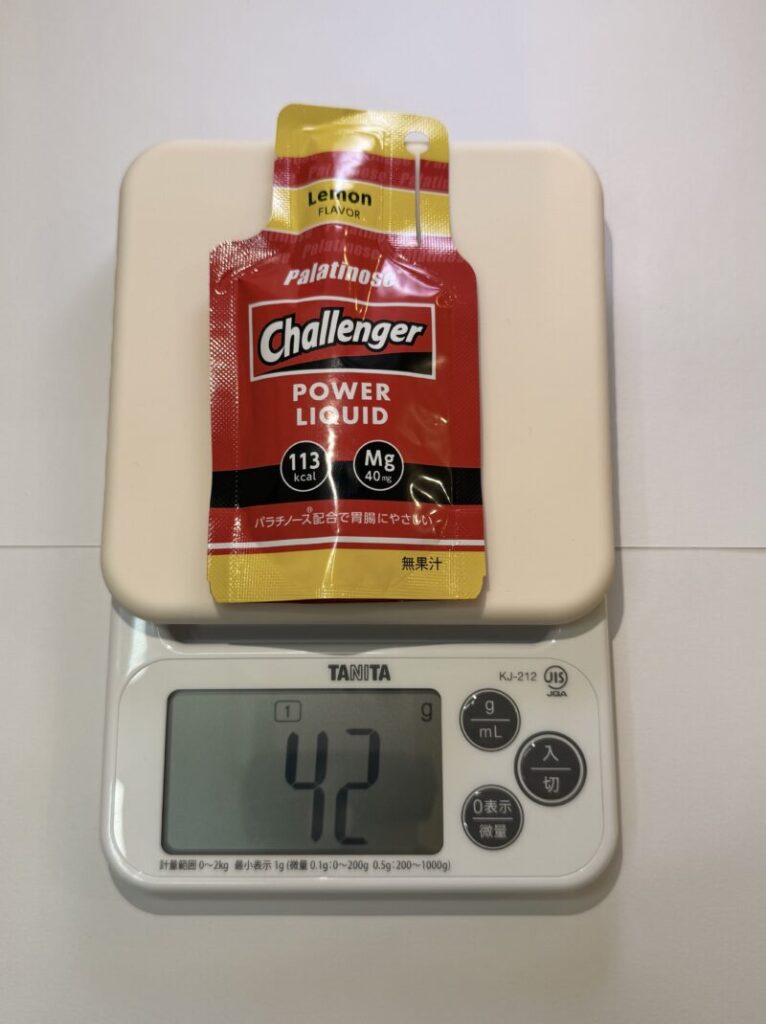 Palatinose Palatinose
Lemon
FLAVOR
Palatinose
Palatinose
Challenger
POWER
LIQUID
113
kcal
Mg
40mg
パラチノース®配合で胃腸にやさしい
無果汁
TANITA
KJ-212
JIS
JQA
1
g
42
g
mL
入
切
0表示
微量
計量範囲 0～2kg 最小表示 1g (微量 0.1g:0～200g 0.5g:200～1000g)